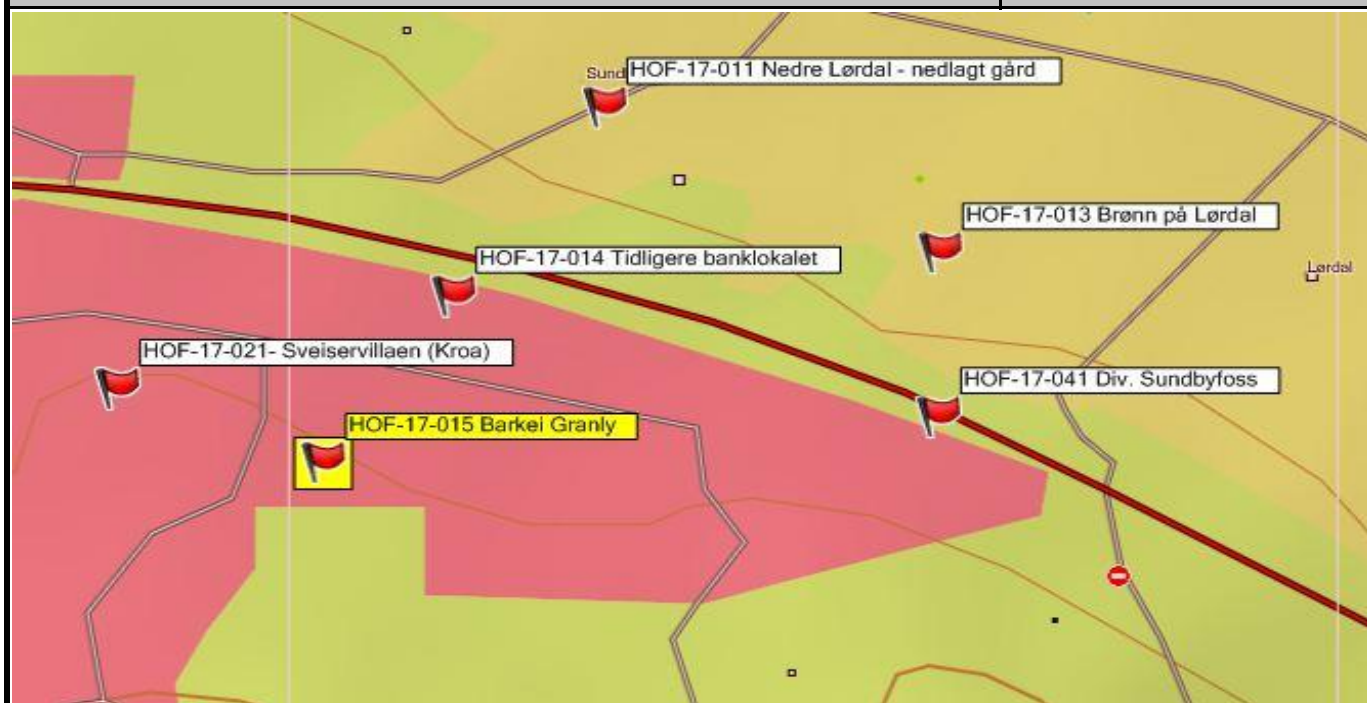 Sund
HOF-17-011 Nedre Lørdal - nedlagt gård
HOF-17-013 Brønn på Lørdal
HOF-17-014 Tidligere banklokalet
Lørdal
HOF-17-021- Sveiservillaen (Kroa)
HOF-17-041 Div. Sundbyfoss
HOF-17-015 Barkei Granly